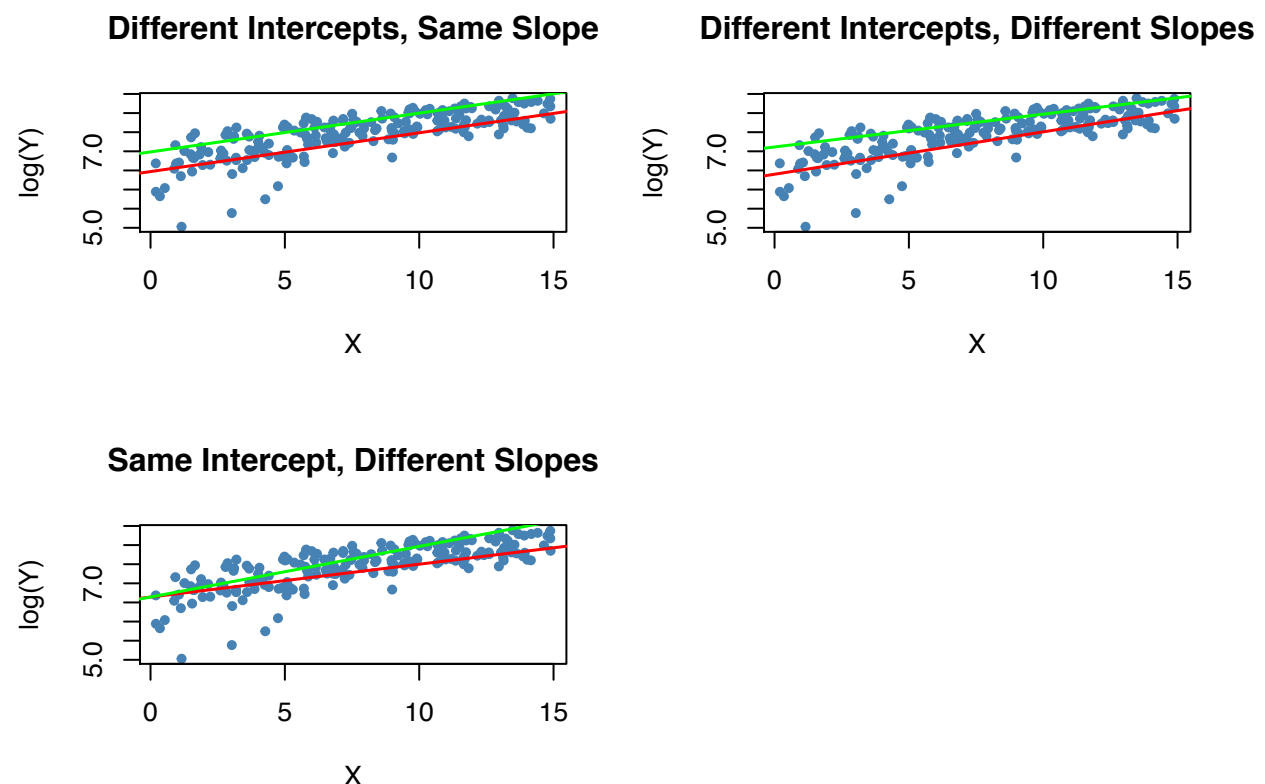 Different Intercepts, Same Slope
log(Y)
7.0
5.0
0 5 10 15
X
Different Intercepts, Different Slopes
log(Y)
7.0
5.0
0 5 10 15
X
Same Intercept, Different Slopes
log(Y)
7.0
5.0
0 5 10 15
X